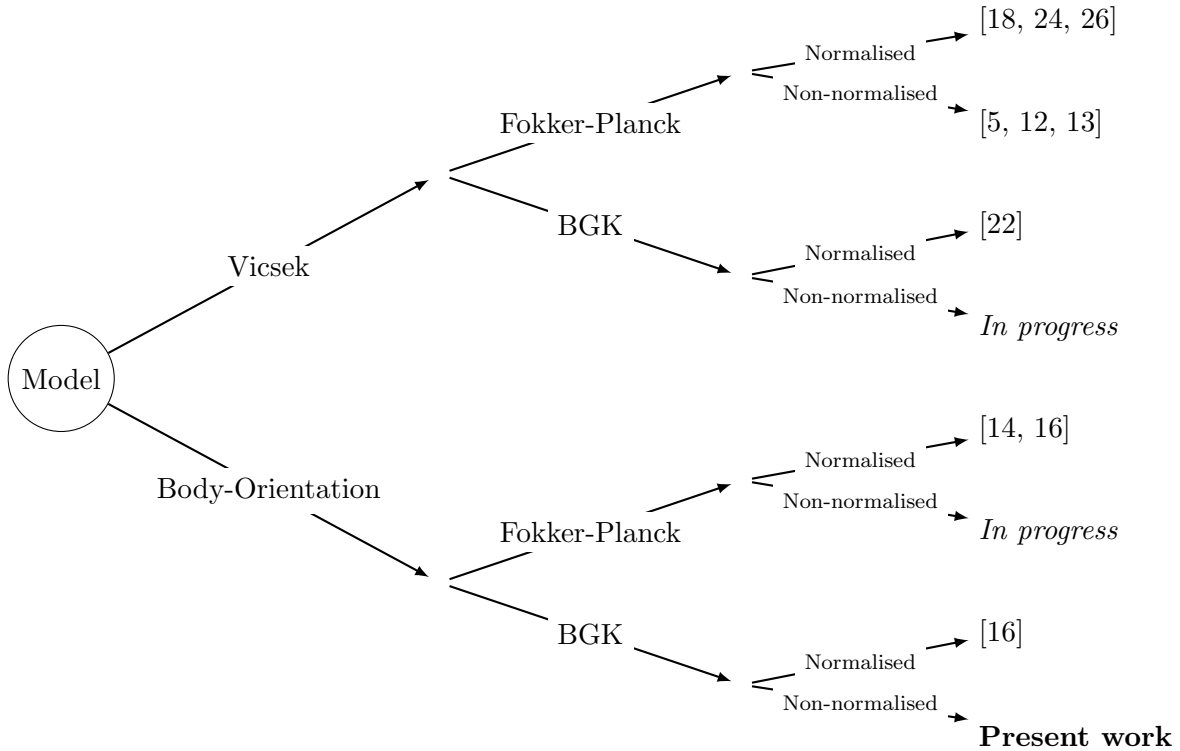 [18, 24, 26]
Normalised
Non-normalised
[5, 12, 13]
Fokker-Planck
BGK
[22]
Normalised
Non-normalised
In progress
Vicsek
Model
Body-Orientation
[14, 16]
Normalised
Non-normalised
In progress
Fokker-Planck
BGK
[16]
Normalised
Non-normalised
Present work